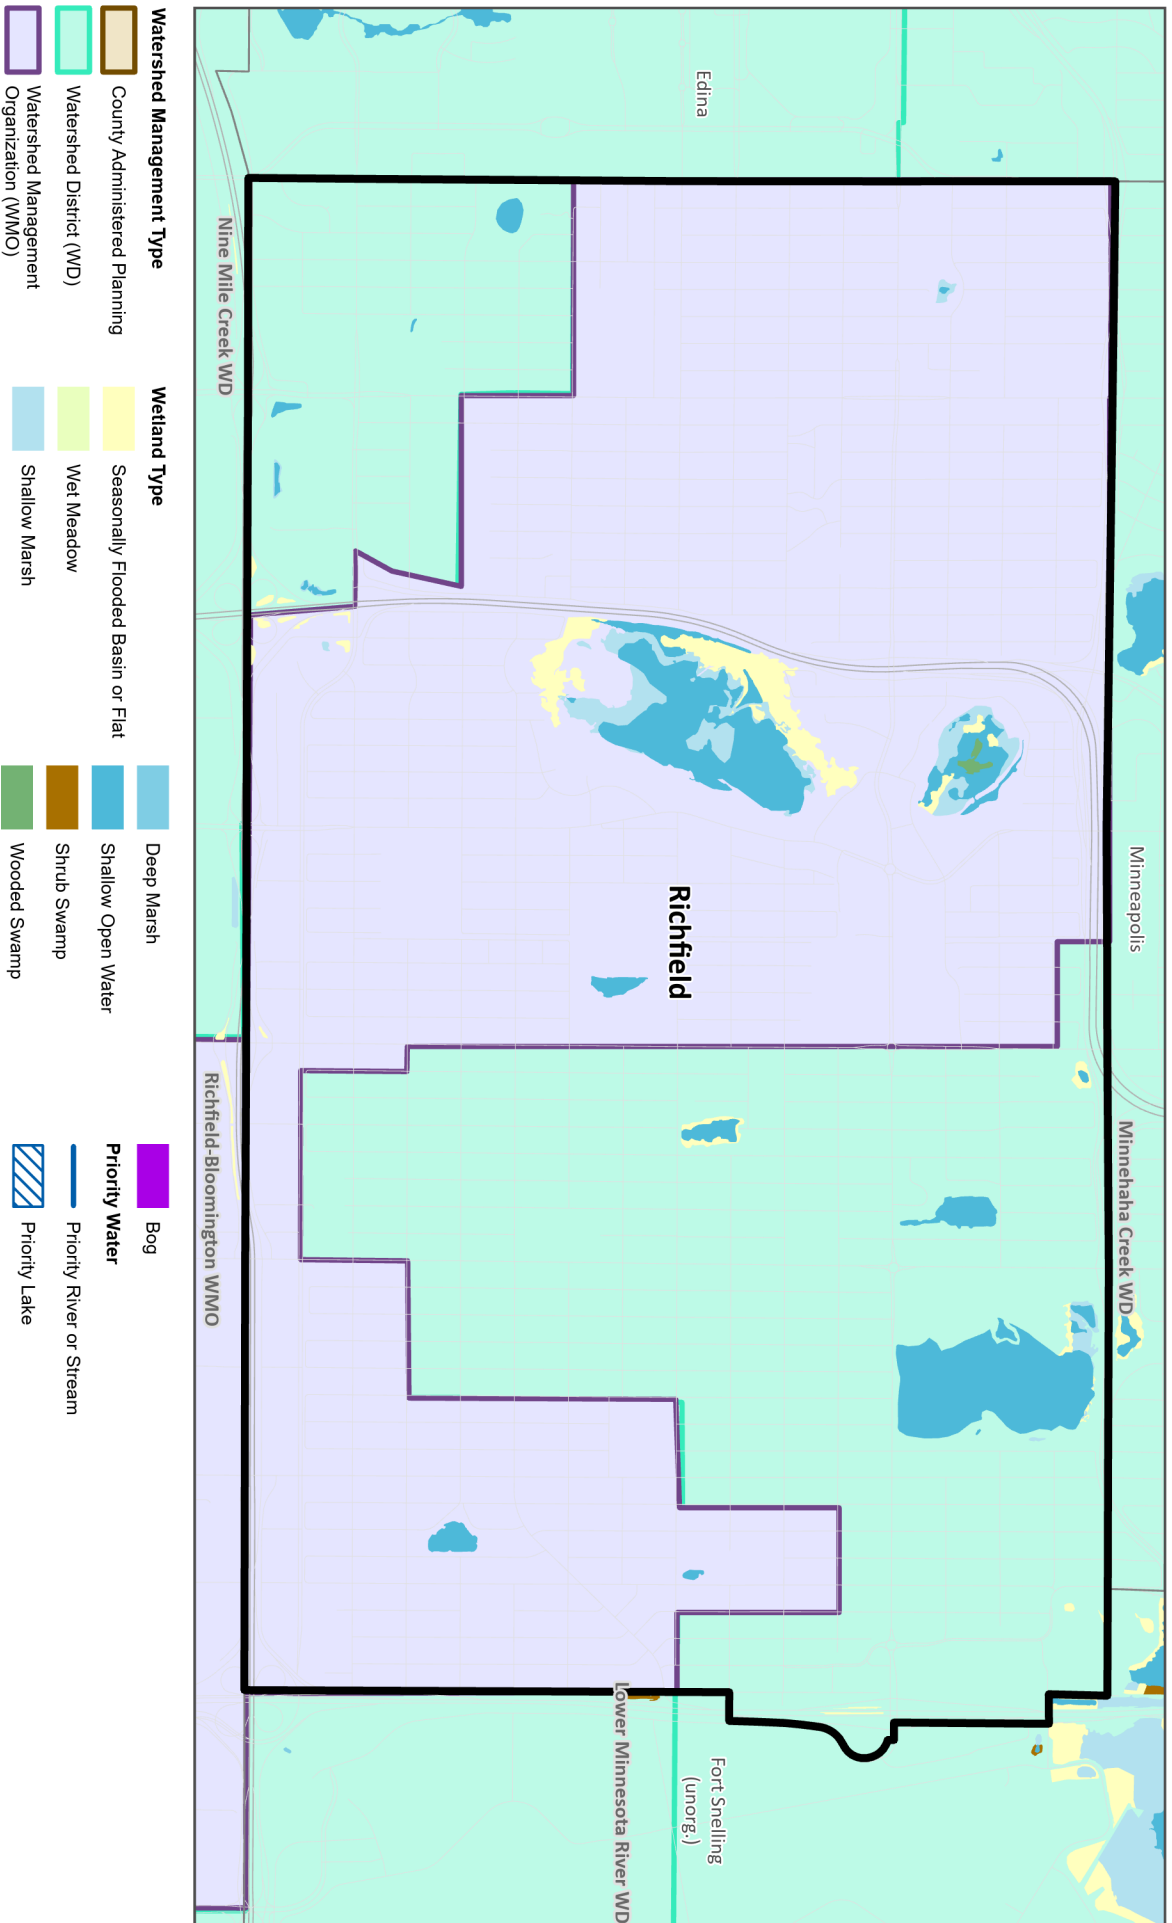 Edina
Minneapolis
Minnehaha Creek WD
Nine Mile Creek WD
Richfield
Richfield-Bloomington WMO
Lower Minnesota River WD
Fort Snelling
(unorg.)
Watershed Management Type
County Administered Planning
Watershed District (WD)
Watershed Management
Organization (WMO)
Wetland Type
Seasonally Flooded Basin or Flat
Wet Meadow
Shallow Marsh
Deep Marsh
Shallow Open Water
Shrub Swamp
Wooded Swamp
Bog
Priority Water
Priority River or Stream
Priority Lake